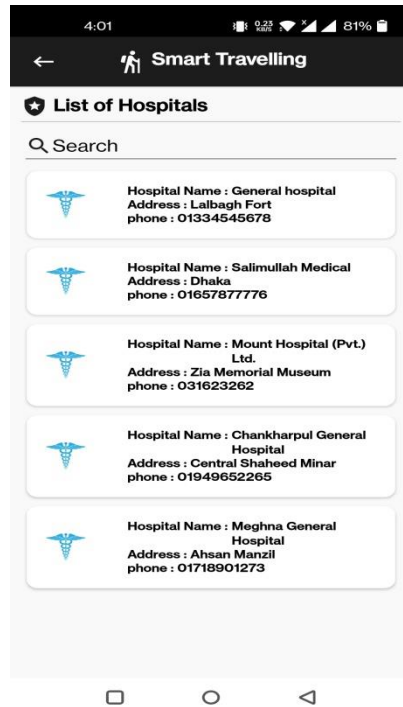 4:01 0.23 KB/S 81%
Smart Travelling
List of Hospitals
Search
Hospital Name : General hospital
Address : Lalbagh Fort
phone : 01334545678
Hospital Name : Salimullah Medical
Address : Dhaka
phone : 01657877776
Hospital Name : Mount Hospital (Pvt.)
Ltd.
Address : Zia Memorial Museum
phone : 031623262
Hospital Name : Chankharpul General
Hospital
Address : Central Shaheed Minar
phone : 01949652265
Hospital Name : Meghna General
Hospital
Address : Ahsan Manzil
phone : 01718901273